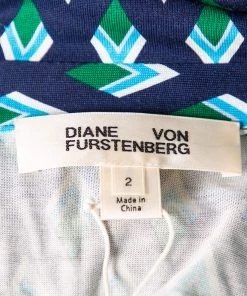 DIANE VON
FURSTENBERG
2
Made in
China